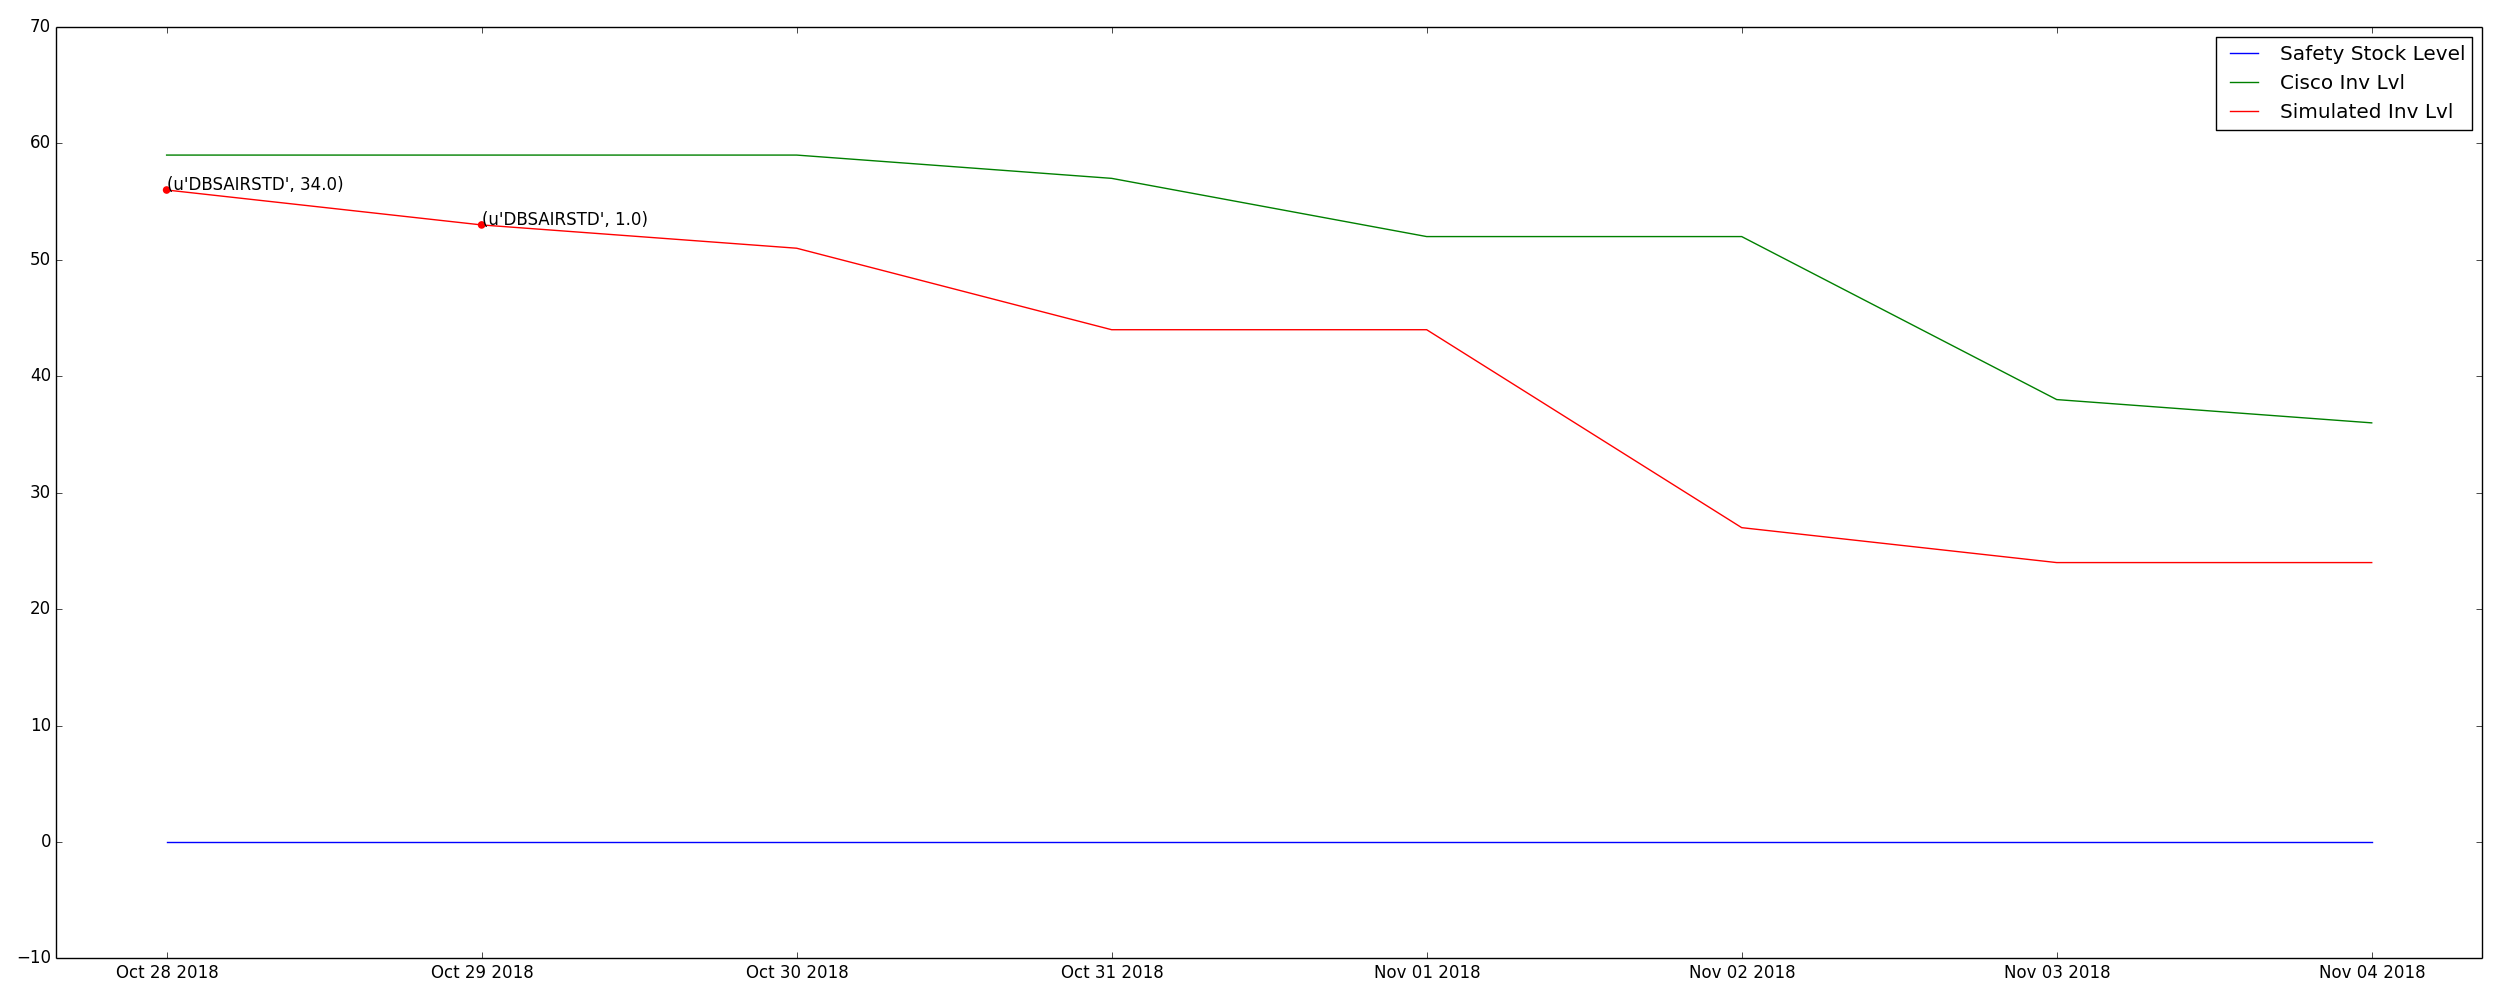 70
60
50
40
30
20
10
0
−10
Safety Stock Level
Cisco Inv Lvl
Simulated Inv Lvl
(u'DBSAIRSTD', 34.0)
(u'DBSAIRSTD', 1.0)
Oct 28 2018 Oct 29 2018 Oct 30 2018 Oct 31 2018 Nov 01 2018 Nov 02 2018 Nov 03 2018 Nov 04 2018